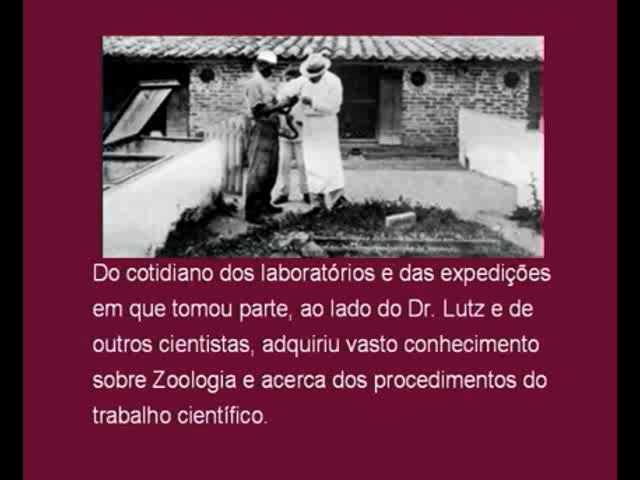 Do cotidiano dos laboratórios e das expedições
em que tomou parte, ao lado do Dr. Lutz e de
outros cientistas, adquiriu vasto conhecimento
sobre Zoologia e acerca dos procedimentos do
trabalho científico.